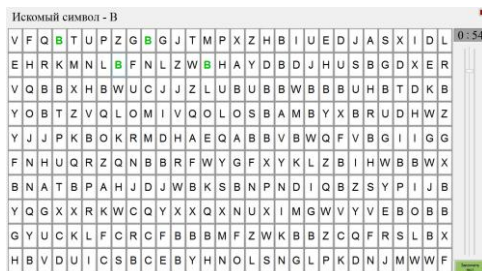 Искомый символ - В
0:54
V F Q B T U P Z G B G J T M P X Z H B I U E D J A S X I D L
E H R K M N L B F N L Z W B H A Y D B D J H U S B G D X E R
V Q B B X H B W U C J J Z L U B U B B W B B B U H B T D K B
Y O B T Z V Q L O M I V Q O L O S B A M B Y X B R U D H W Z
Y J J P K B O K R M D H A E Q A B B V B W Q F V B G I I G G
F N H U Q R Z Q N B B R F W Y G F X Y K L Z B I H W B B W X
B N A T B P A H J D J W B K S B N P N D I Q B Z S Y P I J B
Y Q G X X R K W C Q Y X X Q X N U X I M G W V Y V E B O B B
G Y U C K L F C R C F B B B M F Z W K B B Z C Q F R S L B X
H B V D U I C S B C E B Y H N O L S N G L P K D N J M W W F